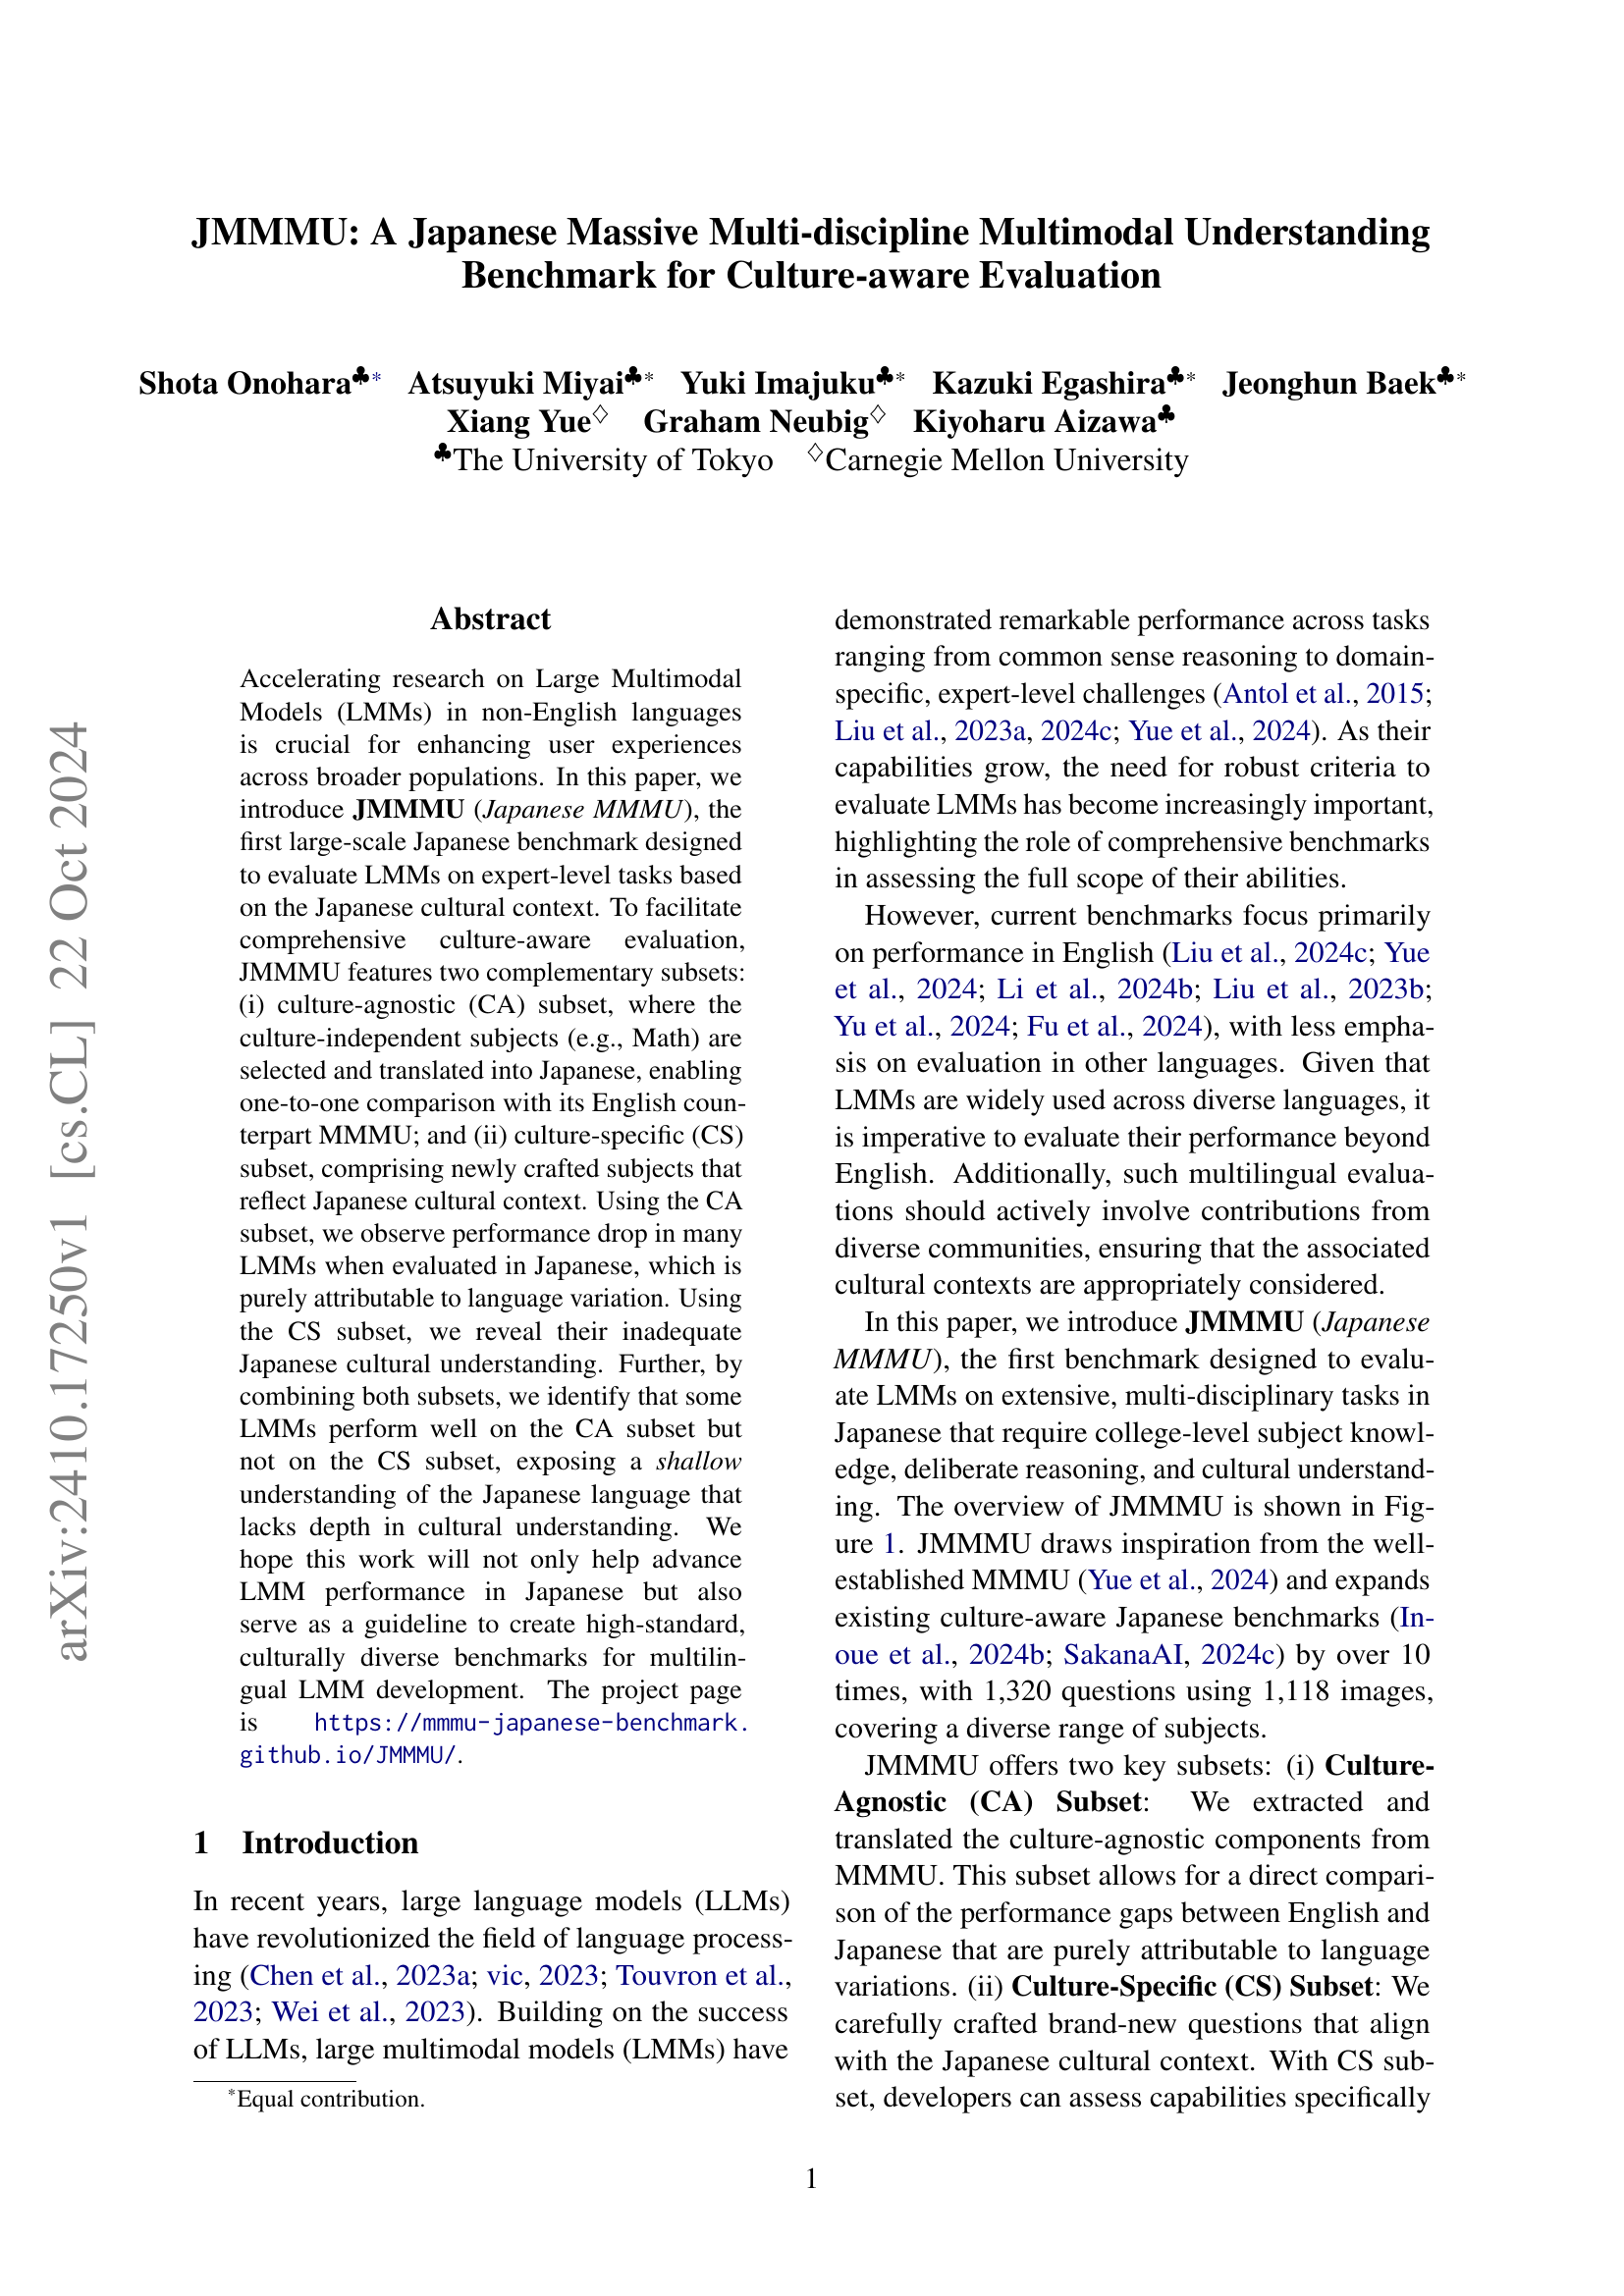 JMMMU: A Japanese Massive Multi-discipline Multimodal Understanding
Benchmark for Culture-aware Evaluation
Shota Onohara♣* Atsuyuki Miyai♣* Yuki Imajuku♣* Kazuki Egashira♣* Jeonghun Baek♣*
Xiang Yue♢ Graham Neubig♢ Kiyoharu Aizawa♣
♣The University of Tokyo ♢Carnegie Mellon University
arXiv:2410.17250v1 [cs.CL] 22 Oct 2024
Abstract
Accelerating research on Large Multimodal
Models (LMMs) in non-English languages
is crucial for enhancing user experiences
across broader populations. In this paper, we
introduce JMMMU (Japanese MMMU), the
first large-scale Japanese benchmark designed
to evaluate LMMs on expert-level tasks based
on the Japanese cultural context. To facilitate
comprehensive culture-aware evaluation,
JMMMU features two complementary subsets:
(i) culture-agnostic (CA) subset, where the
culture-independent subjects (e.g., Math) are
selected and translated into Japanese, enabling
one-to-one comparison with its English coun-
terpart MMMU; and (ii) culture-specific (CS)
subset, comprising newly crafted subjects that
reflect Japanese cultural context. Using the CA
subset, we observe performance drop in many
LMMs when evaluated in Japanese, which is
purely attributable to language variation. Using
the CS subset, we reveal their inadequate
Japanese cultural understanding. Further, by
combining both subsets, we identify that some
LMMs perform well on the CA subset but
not on the CS subset, exposing a shallow
understanding of the Japanese language that
lacks depth in cultural understanding. We
hope this work will not only help advance
LMM performance in Japanese but also
serve as a guideline to create high-standard,
culturally diverse benchmarks for multilin-
gual LMM development. The project page
is https://mmmu-japanese-benchmark.
github.io/JMMMU/.
1 Introduction
In recent years, large language models (LLMs)
have revolutionized the field of language process-
ing (Chen et al., 2023a; vic, 2023; Touvron et al.,
2023; Wei et al., 2023). Building on the success
of LLMs, large multimodal models (LMMs) have
*Equal contribution.
demonstrated remarkable performance across tasks
ranging from common sense reasoning to domain-
specific, expert-level challenges (Antol et al., 2015;
Liu et al., 2023a, 2024c; Yue et al., 2024). As their
capabilities grow, the need for robust criteria to
evaluate LMMs has become increasingly important,
highlighting the role of comprehensive benchmarks
in assessing the full scope of their abilities.
However, current benchmarks focus primarily
on performance in English (Liu et al., 2024c; Yue
et al., 2024; Li et al., 2024b; Liu et al., 2023b;
Yu et al., 2024; Fu et al., 2024), with less empha-
sis on evaluation in other languages. Given that
LMMs are widely used across diverse languages, it
is imperative to evaluate their performance beyond
English. Additionally, such multilingual evalua-
tions should actively involve contributions from
diverse communities, ensuring that the associated
cultural contexts are appropriately considered.
In this paper, we introduce JMMMU (Japanese
MMMU), the first benchmark designed to evalu-
ate LMMs on extensive, multi-disciplinary tasks in
Japanese that require college-level subject knowl-
edge, deliberate reasoning, and cultural understand-
ing. The overview of JMMMU is shown in Fig-
ure 1. JMMMU draws inspiration from the well-
established MMMU (Yue et al., 2024) and expands
existing culture-aware Japanese benchmarks (In-
oue et al., 2024b; SakanaAI, 2024c) by over 10
times, with 1,320 questions using 1,118 images,
covering a diverse range of subjects.
JMMMU offers two key subsets: (i) Culture-
Agnostic (CA) Subset: We extracted and
translated the culture-agnostic components from
MMMU. This subset allows for a direct compari-
son of the performance gaps between English and
Japanese that are purely attributable to language
variations. (ii) Culture-Specific (CS) Subset: We
carefully crafted brand-new questions that align
with the Japanese cultural context. With CS sub-
set, developers can assess capabilities specifically
1